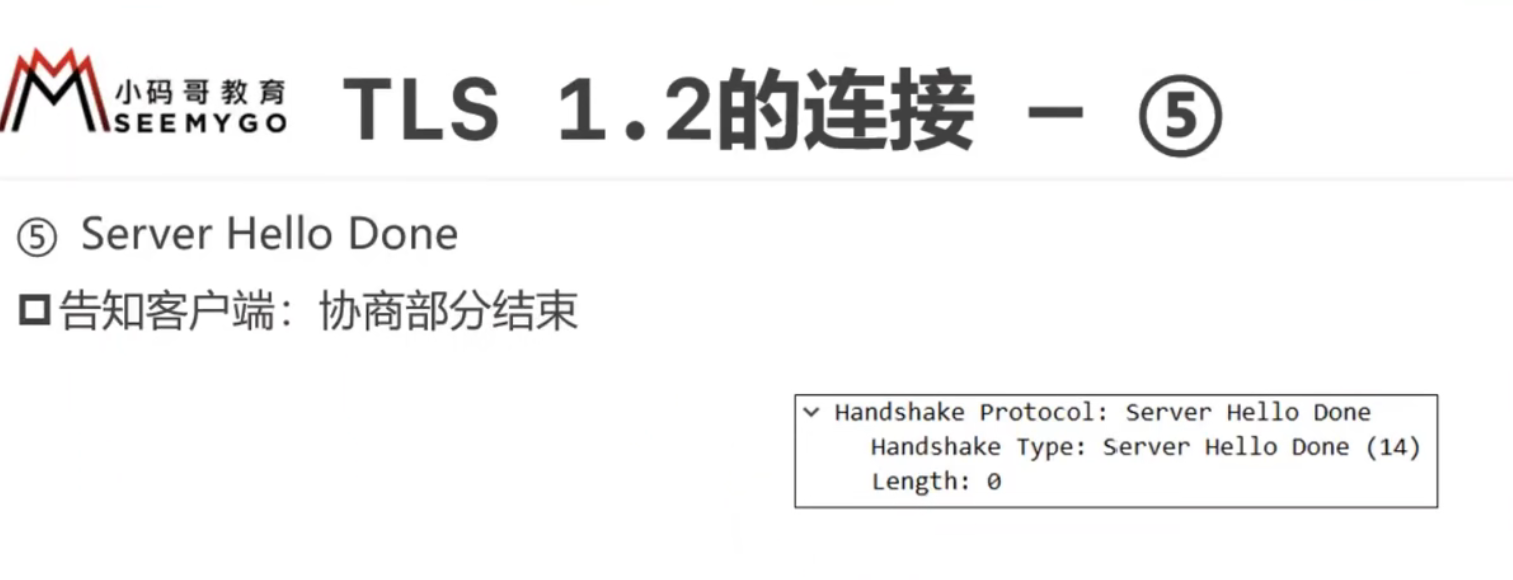 小码哥教育
SEEMYGO
TLS 1.2的连接 – ⑤
⑤ Server Hello Done
告知客户端：协商部分结束
Handshake Protocol: Server Hello Done
Handshake Type: Server Hello Done (14)
Length: 0